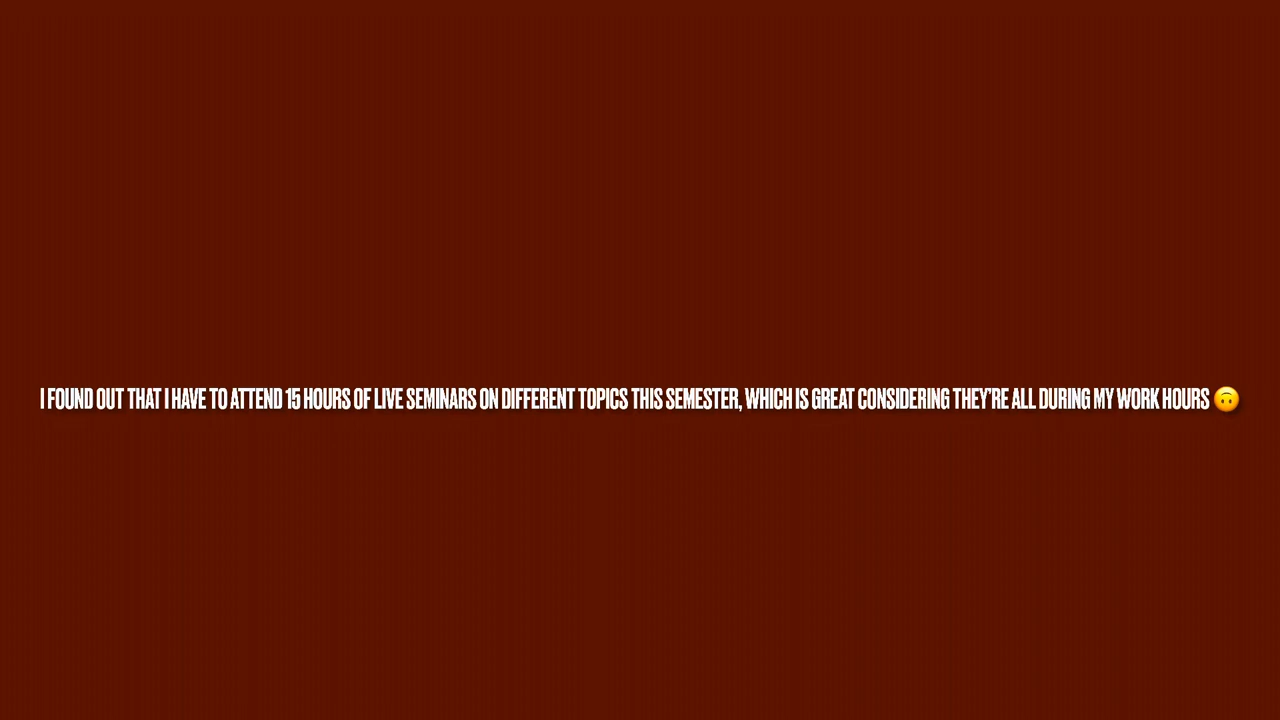 I FOUND OUT THAT I HAVE TO ATTEND 15 HOURS OF LIVE SEMINARS ON DIFFERENT TOPICS THIS SEMESTER, WHICH IS GREAT CONSIDERING THEY'RE ALL DURING MY WORK HOURS 🙃